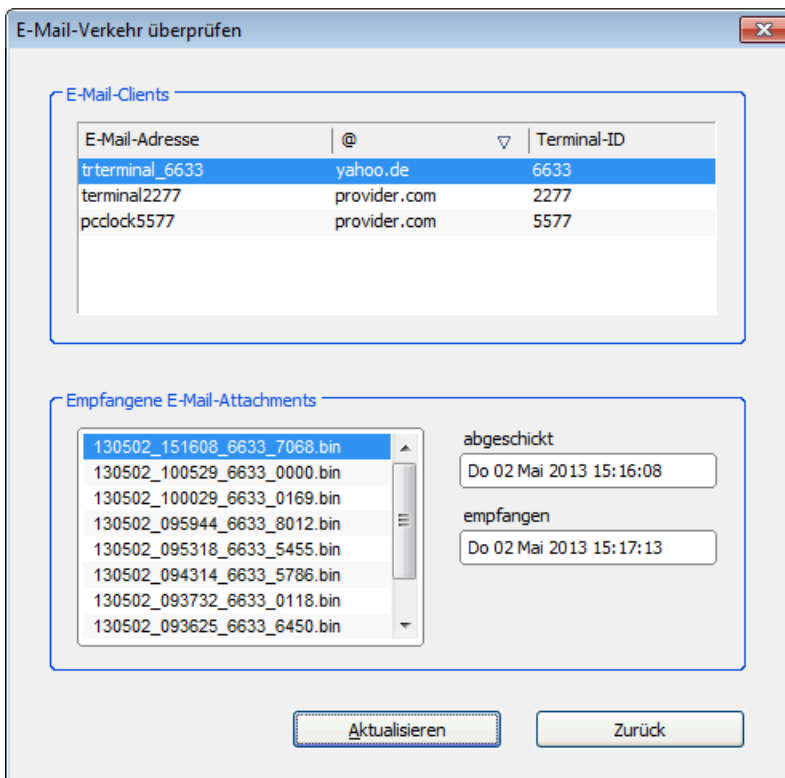 E-Mail-Verkehr überprüfen
E-Mail-Clients
E-Mail-Adresse @ Terminal-ID
trterminal_6633 yahoo.de 6633
terminal2277 provider.com 2277
pcclock5577 provider.com 5577
Empfangene E-Mail-Attachments
130502_151608_6633_7068.bin
130502_100529_6633_0000.bin
130502_100029_6633_0169.bin
130502_095944_6633_8012.bin
130502_095318_6633_5455.bin
130502_094314_6633_5786.bin
130502_093732_6633_0118.bin
130502_093625_6633_6450.bin
abgeschickt
Do 02 Mai 2013 15:16:08
empfangen
Do 02 Mai 2013 15:17:13
Aktualisieren
Zurück